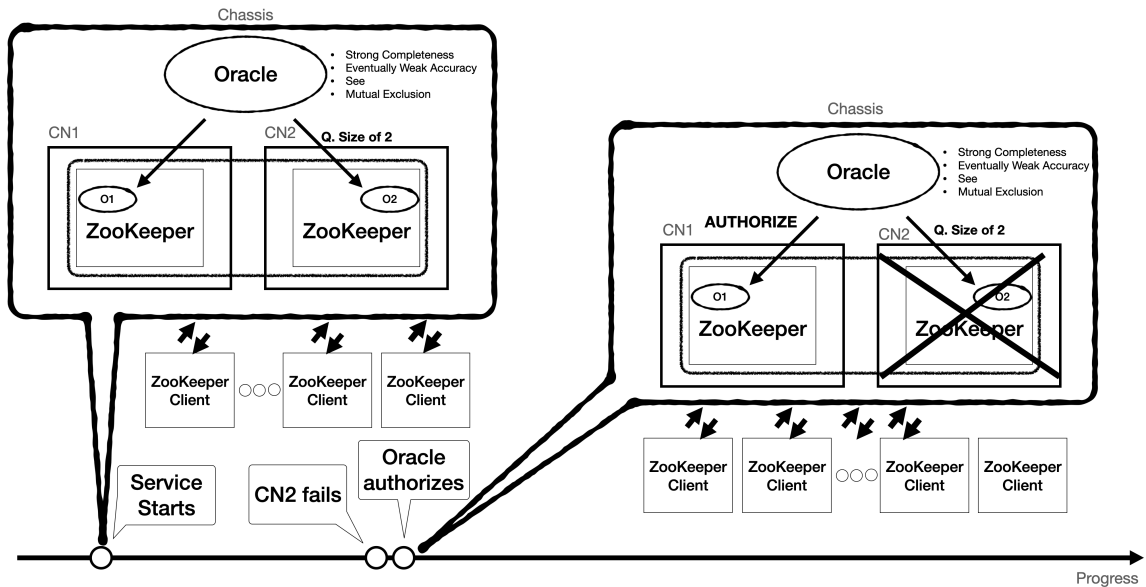 Chassis
Oracle
• Strong Completeness
• Eventually Weak Accuracy
• See
• Mutual Exclusion
CN1
CN2
Q. Size of 2
O1
ZooKeeper
O2
ZooKeeper
ZooKeeper
Client
ZooKeeper
Client
ZooKeeper
Client
Chassis
Oracle
• Strong Completeness
• Eventually Weak Accuracy
• See
• Mutual Exclusion
CN1
AUTHORIZE
CN2
Q. Size of 2
O1
ZooKeeper
O2
ZooKeeper
ZooKeeper
Client
ZooKeeper
Client
ZooKeeper
Client
ZooKeeper
Client
Service
Starts
CN2 fails
Oracle
authorizes
Progress